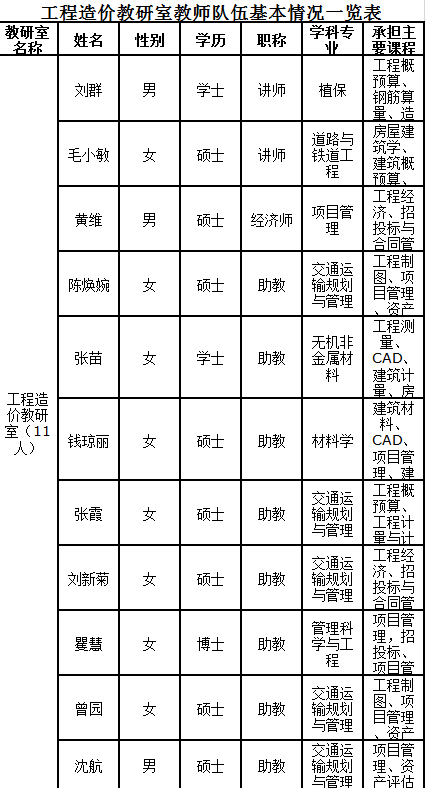 工程造价教研室教师队伍基本情况一览表
教研室名称 姓名 性别 学历 职称 学科专业 承担主要课程
工程造价教研室（11人）
刘群 男 学士 讲师 植保 工程概预算、钢筋算量、造
毛小敏 女 硕士 讲师 道路与铁道工程 房屋建筑学、建筑概预算、
黄维 男 硕士 经济师 项目管理 工程经济、招投标与合同管
陈焕婉 女 硕士 助教 交通运输规划与管理 工程制图、项目管理、资产
张苗 女 学士 助教 无机非金属材料 工程测量、CAD、建筑计量、房
钱琼丽 女 硕士 助教 材料学 建筑材料、CAD、项目管理、建
张霞 女 硕士 助教 交通运输规划与管理 工程概预算、工程计量与计
刘新菊 女 硕士 助教 交通运输规划与管理 工程经济、招投标与合同管
瞿慧 女 博士 助教 管理科学与工程 项目管理，招投标、项目管
曾园 女 硕士 助教 交通运输规划与管理 工程制图、项目管理、资产
沈航 男 硕士 助教 交通运输规划与管理 项目管理、资产评估